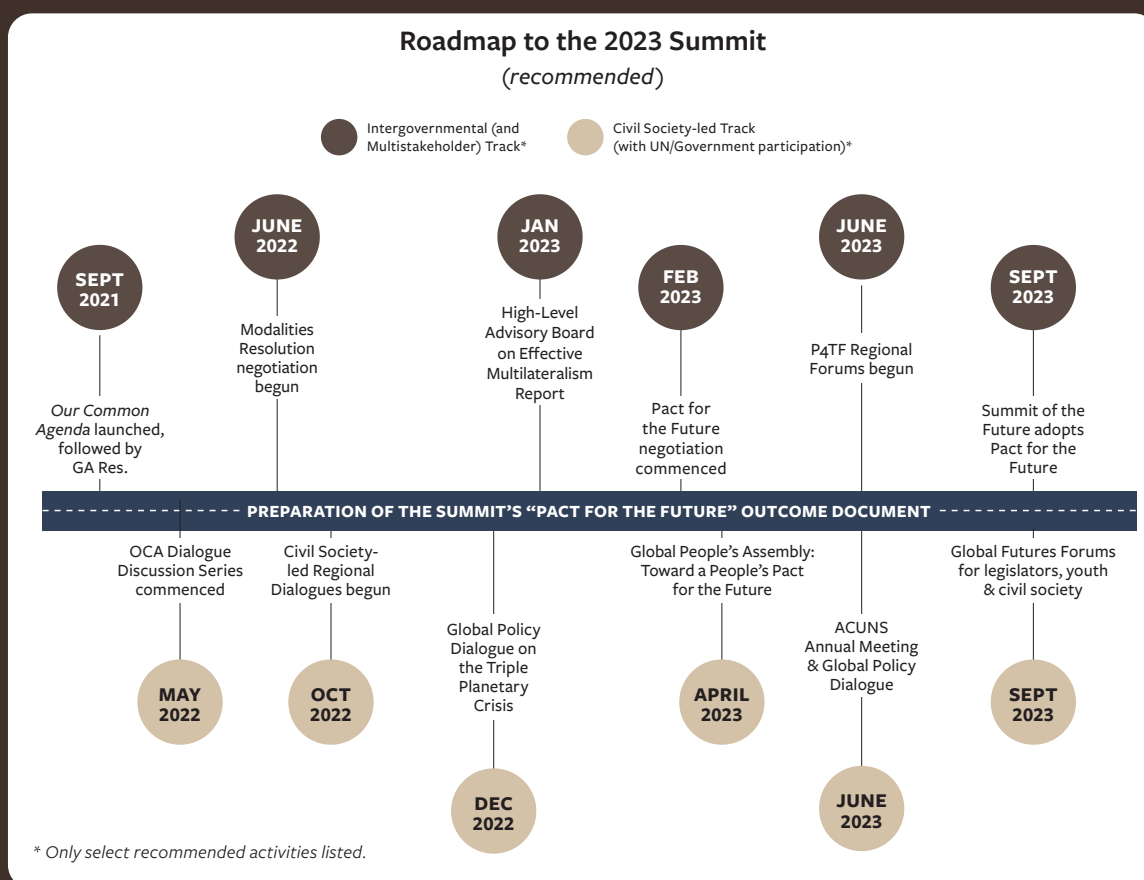 Roadmap to the 2023 Summit
(recommended)
Intergovernmental (and
Multistakeholder) Track*
Civil Society-led Track
(with UN/Government participation)*
SEPT
2021
Our Common
Agenda launched,
followed by
GA Res.
JUNE
2022
Modalities
Resolution
negotiation
begun
JAN
2023
High-Level
Advisory Board
on Effective
Multilateralism
Report
FEB
2023
Pact for
the Future
negotiation
commenced
JUNE
2023
P4TF Regional
Forums begun
SEPT
2023
Summit of the
Future adopts
Pact for the
Future
PREPARATION OF THE SUMMIT’S “PACT FOR THE FUTURE” OUTCOME DOCUMENT
OCA Dialogue
Discussion Series
commenced
MAY
2022
Civil Society-
led Regional
Dialogues begun
OCT
2022
Global Policy
Dialogue on
the Triple
Planetary
Crisis
DEC
2022
Global People’s Assembly:
Toward a People’s Pact
for the Future
APRIL
2023
ACUNS
Annual Meeting
& Global Policy
Dialogue
JUNE
2023
Global Futures Forums
for legislators, youth
& civil society
SEPT
2023
* Only select recommended activities listed.